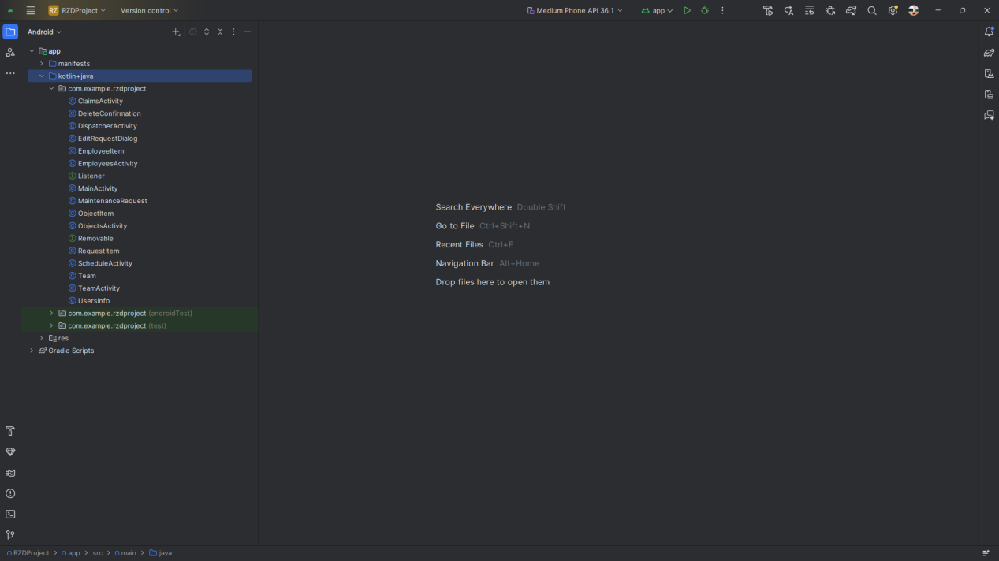 RZ RZDProject Version control Medium Phone API 36.1 app
Android
app
manifests
kotlin+java
com.example.rzdproject
ClaimsActivity
DeleteConfirmation
DispatcherActivity
EditRequestDialog
EmployeeItem
EmployeesActivity
Listener
MainActivity
MaintenanceRequest
ObjectItem
ObjectsActivity
Removable
RequestItem
ScheduleActivity
Team
TeamActivity
UsersInfo
com.example.rzdproject (androidTest)
com.example.rzdproject (test)
res
Gradle Scripts
Search Everywhere Double Shift
Go to File Ctrl+Shift+N
Recent Files Ctrl+E
Navigation Bar Alt+Home
Drop files here to open them
RZDProject app src main java